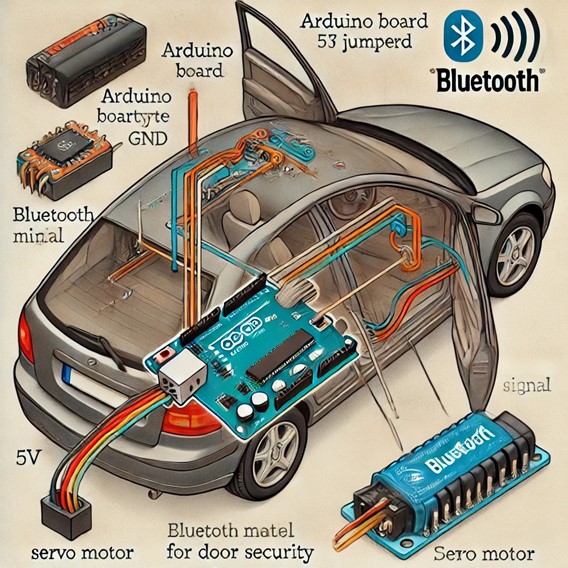 Arduino board
53 jumperd
"Bluetooth"
Arduino
board
Arduino
boartyte
GND
Bluetooth
minal
signal
5V
Bluetooth
servo motor
Bluetoth matel
for door security
Servo motor